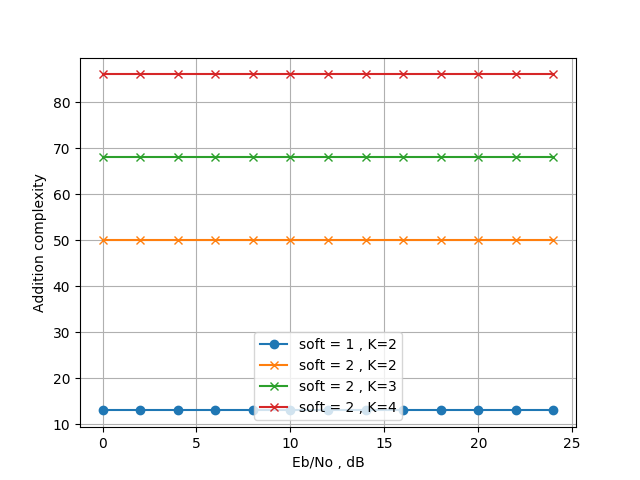 80
70
60
50
40
30
20
10
Addition complexity
soft = 1 , K=2
soft = 2 , K=2
soft = 2 , K=3
soft = 2 , K=4
0 5 10 15 20 25
Eb/No , dB